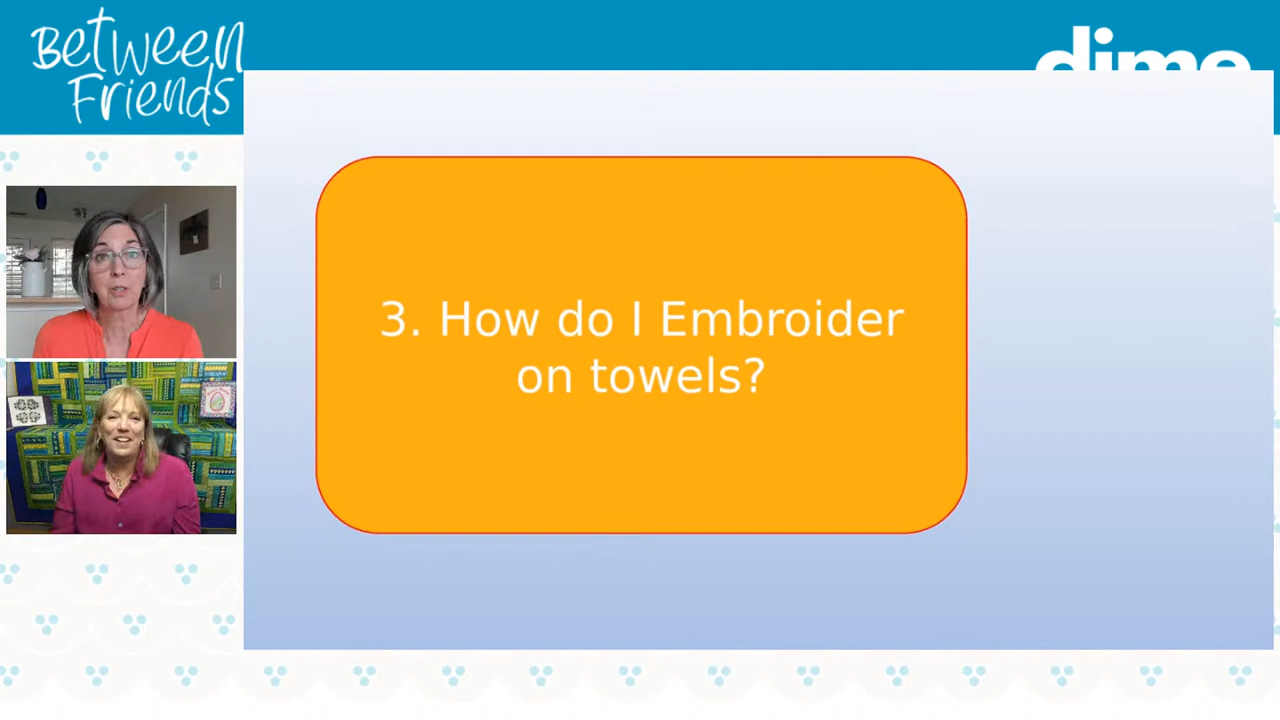 Between
Friends
dime
3. How do I Embroider
on towels?